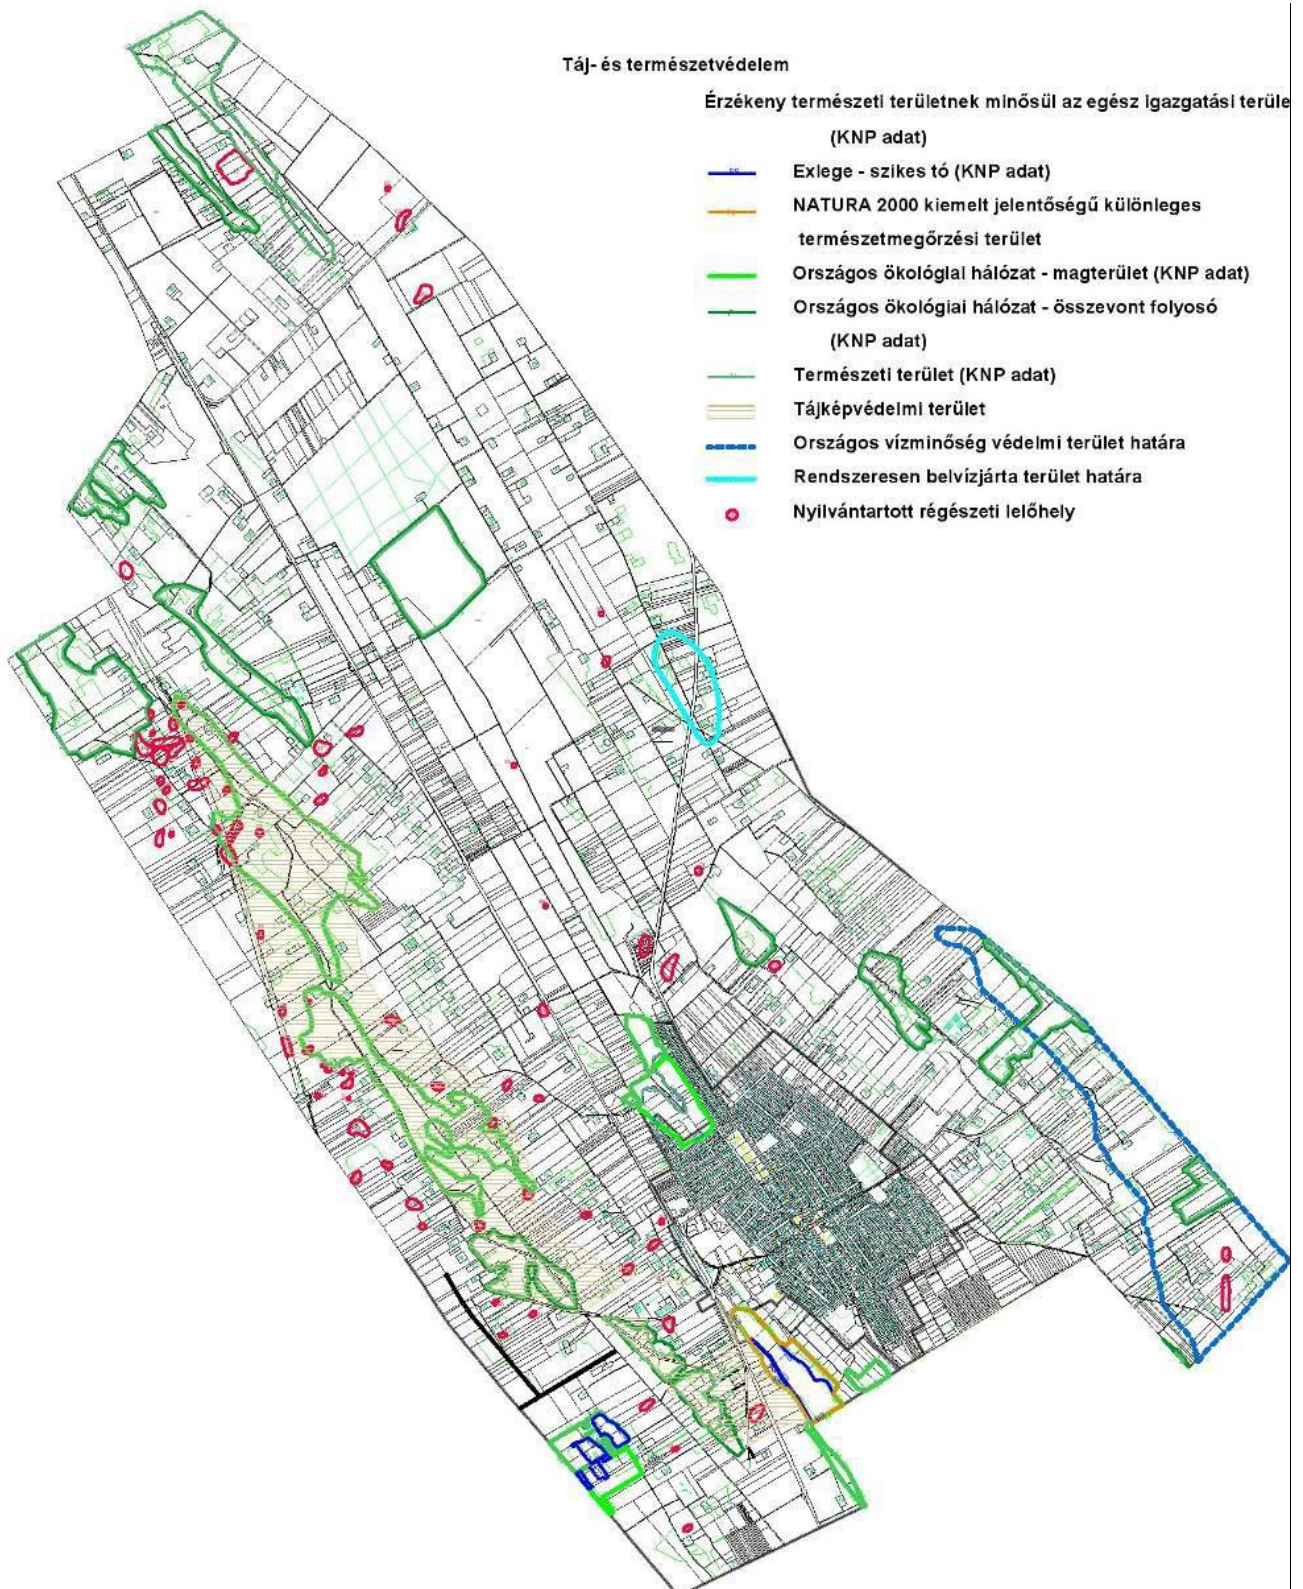 Táj- és természetvédelem
Érzékeny természeti területnek minősül az egész igazgatási terüle
(KNP adat)
Exlege - szikes tó (KNP adat)
NATURA 2000 kiemelt jelentőségű különleges
természetmegőrzési terület
Országos ökológiai hálózat - magterület (KNP adat)
Országos ökológiai hálózat - összevont folyosó
(KNP adat)
Természeti terület (KNP adat)
Tájképvédelmi terület
Országos vízminőség védelmi terület határa
Rendszeresen belvízjárta terület határa
Nyilvántartott régészeti lelőhely